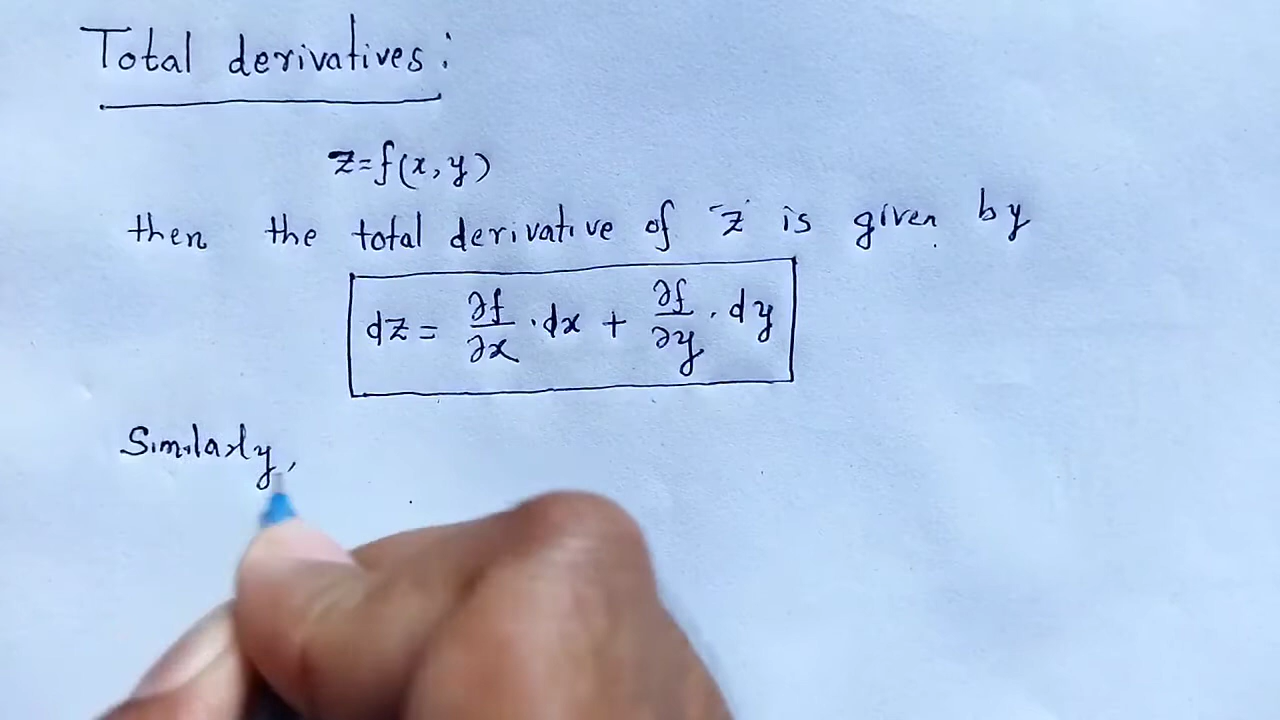 Total derivatives:
z=f(x,y)
then the total derivative of "z" is given by
dz = ∂f/∂x · dx + ∂f/∂y · dy
Similarly,